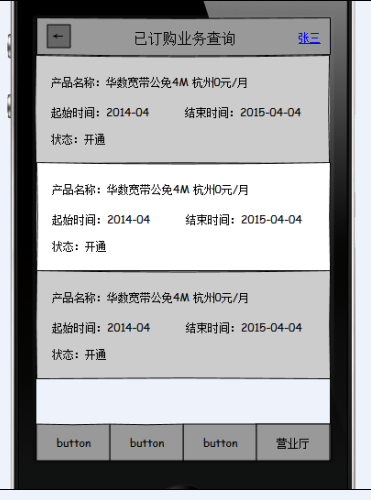 ← 已订购业务查询 张三
产品名称：华数宽带公免4M 杭州0元/月
起始时间：2014-04 结束时间：2015-04-04
状态：开通
产品名称：华数宽带公免4M 杭州0元/月
起始时间：2014-04 结束时间：2015-04-04
状态：开通
产品名称：华数宽带公免4M 杭州0元/月
起始时间：2014-04 结束时间：2015-04-04
状态：开通
button button button 营业厅